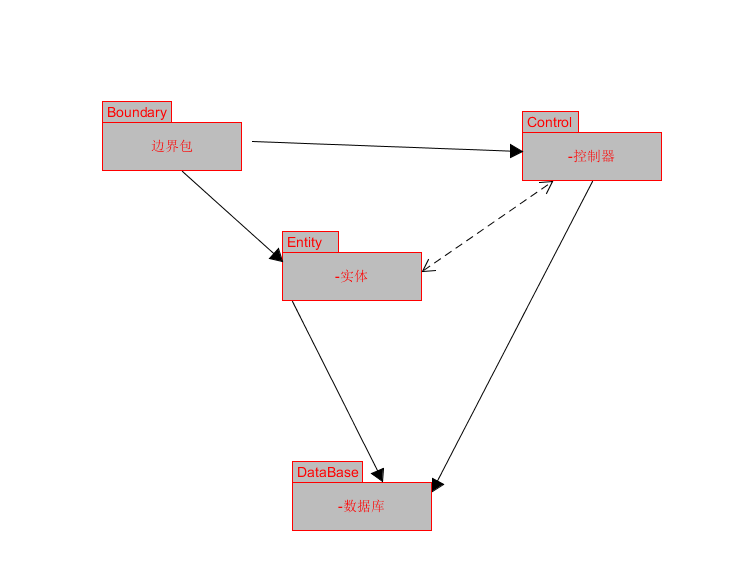 Boundary
边界包
Control
-控制器
Entity
-实体
DataBase
-数据库